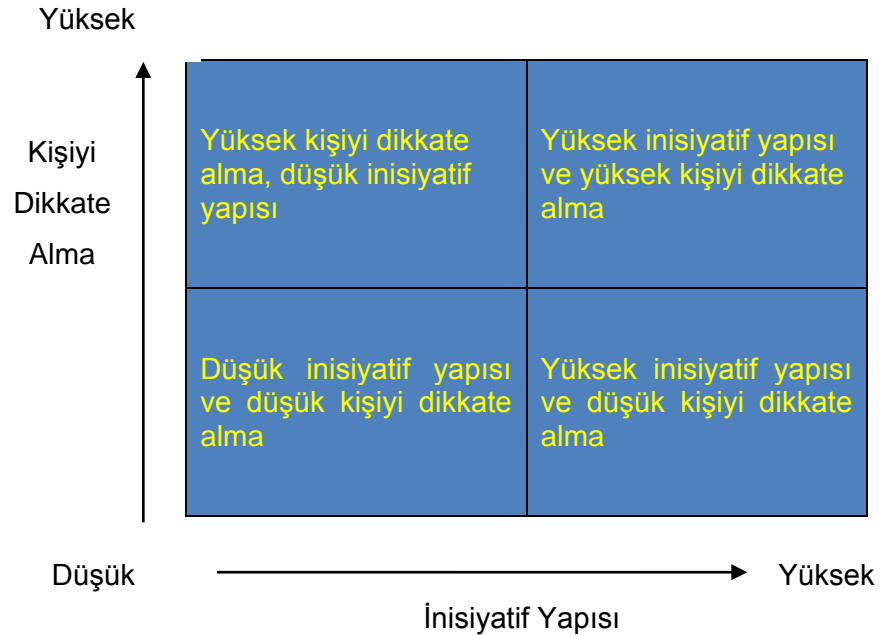 Yüksek
Kişiyi
Dikkate
Alma
Yüksek kişiyi dikkate
alma, düşük inisiyatif
yapısı
Yüksek inisiyatif yapısı
ve yüksek kişiyi dikkate
alma
Düşük inisiyatif yapısı
ve düşük kişiyi dikkate
alma
Yüksek inisiyatif yapısı
ve düşük kişiyi dikkate
alma
Düşük
Yüksek
İnisiyatif Yapısı